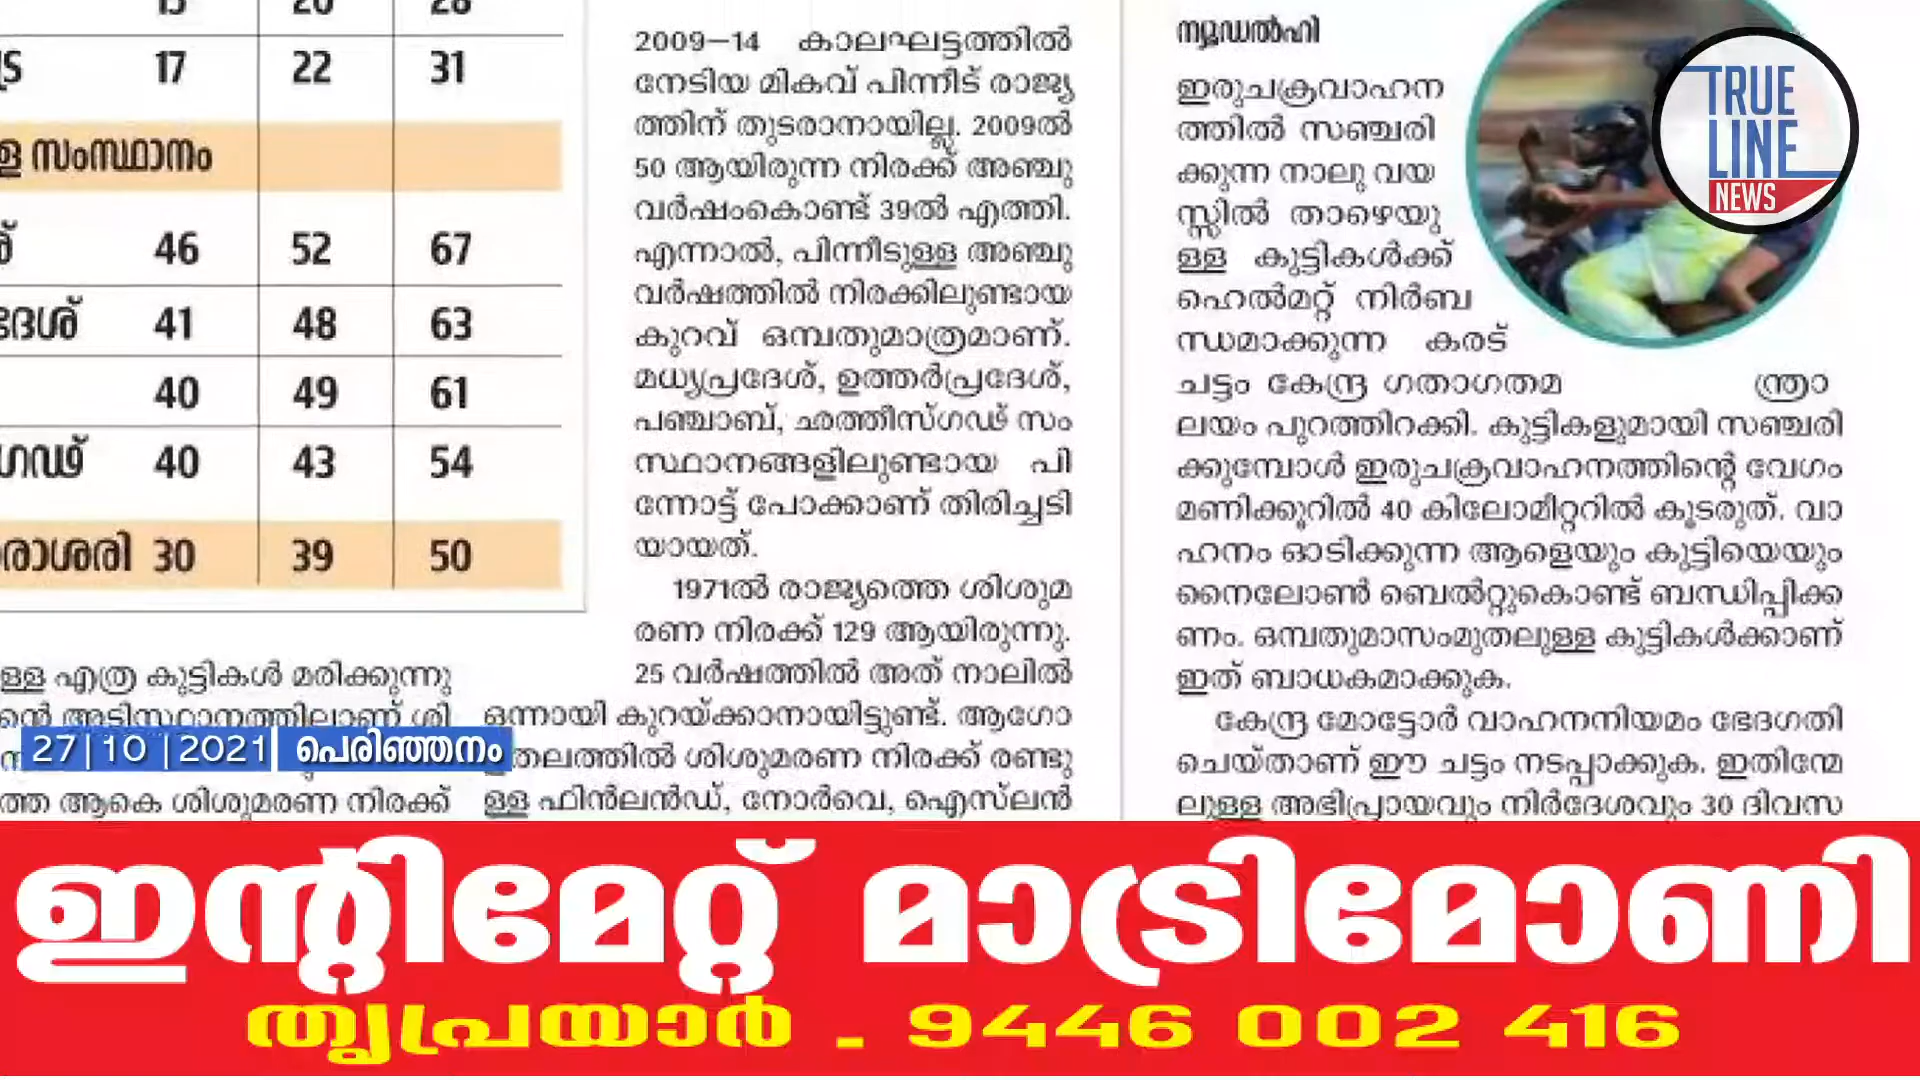 17 22 31
സംസ്ഥാനം
46 52 67
41 48 63
40 49 61
40 43 54
30 39 50
ള്ള എത്ര കുട്ടികൾ മരിക്കുന്നു
ന്റെ അടിസ്ഥാനത്തിലാണ് ശി
ത്ത ആകെ ശിശുമരണ നിരക്ക്
2009–14 കാലഘട്ടത്തിൽ
നേടിയ മികവ് പിന്നീട് രാജ്യ
ത്തിന് തുടരാനായില്ല. 2009ൽ
50 ആയിരുന്ന നിരക്ക് അഞ്ചു
വർഷംകൊണ്ട് 39ൽ എത്തി.
എന്നാൽ, പിന്നീടുള്ള അഞ്ചു
വർഷത്തിൽ നിരക്കിലുണ്ടായ
കുറവ് ഒമ്പതുമാത്രമാണ്.
മധ്യപ്രദേശ്, ഉത്തർപ്രദേശ്,
പഞ്ചാബ്, ഛത്തീസ്ഗഢ് സം
സ്ഥാനങ്ങളിലുണ്ടായ പി
ന്നോട്ട് പോക്കാണ് തിരിച്ചടി
യായത്.
1971ൽ രാജ്യത്തെ ശിശുമ
രണ നിരക്ക് 129 ആയിരുന്നു.
25 വർഷത്തിൽ അത് നാലിൽ
ഒന്നായി കുറയ്ക്കാനായിട്ടുണ്ട്. ആഗോ
തലത്തിൽ ശിശുമരണ നിരക്ക് രണ്ടു
ള്ള ഫിൻലൻഡ്, നോർവെ, ഐസ്‌ലൻ
ന്യൂഡൽഹി
ഇരുചക്രവാഹന
ത്തിൽ സഞ്ചരി
ക്കുന്ന നാലു വയ
സ്സിൽ താഴെയു
ള്ള കുട്ടികൾക്ക്
ഹെൽമറ്റ് നിർബ
ന്ധമാക്കുന്ന കരട്
ചട്ടം കേന്ദ്ര ഗതാഗതമ ന്ത്രാ
ലയം പുറത്തിറക്കി. കുട്ടികളുമായി സഞ്ചരി
ക്കുമ്പോൾ ഇരുചക്രവാഹനത്തിന്റെ വേഗം
മണിക്കൂറിൽ 40 കിലോമീറ്ററിൽ കൂടരുത്. വാ
ഹനം ഓടിക്കുന്ന ആളെയും കുട്ടിയെയും
നൈലോൺ ബെൽറ്റുകൊണ്ട് ബന്ധിപ്പിക്ക
ണം. ഒമ്പതുമാസംമുതലുള്ള കുട്ടികൾക്കാണ്
ഇത് ബാധകമാക്കുക.
കേന്ദ്ര മോട്ടോർ വാഹനനിയമം ഭേദഗതി
ചെയ്താണ് ഈ ചട്ടം നടപ്പാക്കുക. ഇതിന്മേ
ലുള്ള അഭിപ്രായവും നിർദേശവും 30 ദിവസ
TRUE
LINE
NEWS
27|10|2021| പെരിഞ്ഞനം
ഇന്റിമേറ്റ് മാട്രിമോണി
തൃപ്രയാർ . 9446 002 416